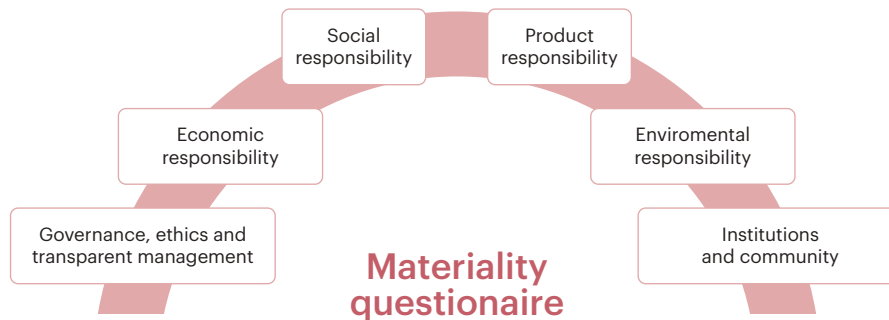 Social
responsibility
Product
responsibility
Economic
responsibility
Enviromental
responsibility
Governance, ethics and
transparent management
Institutions
and community
Materiality
questionaire